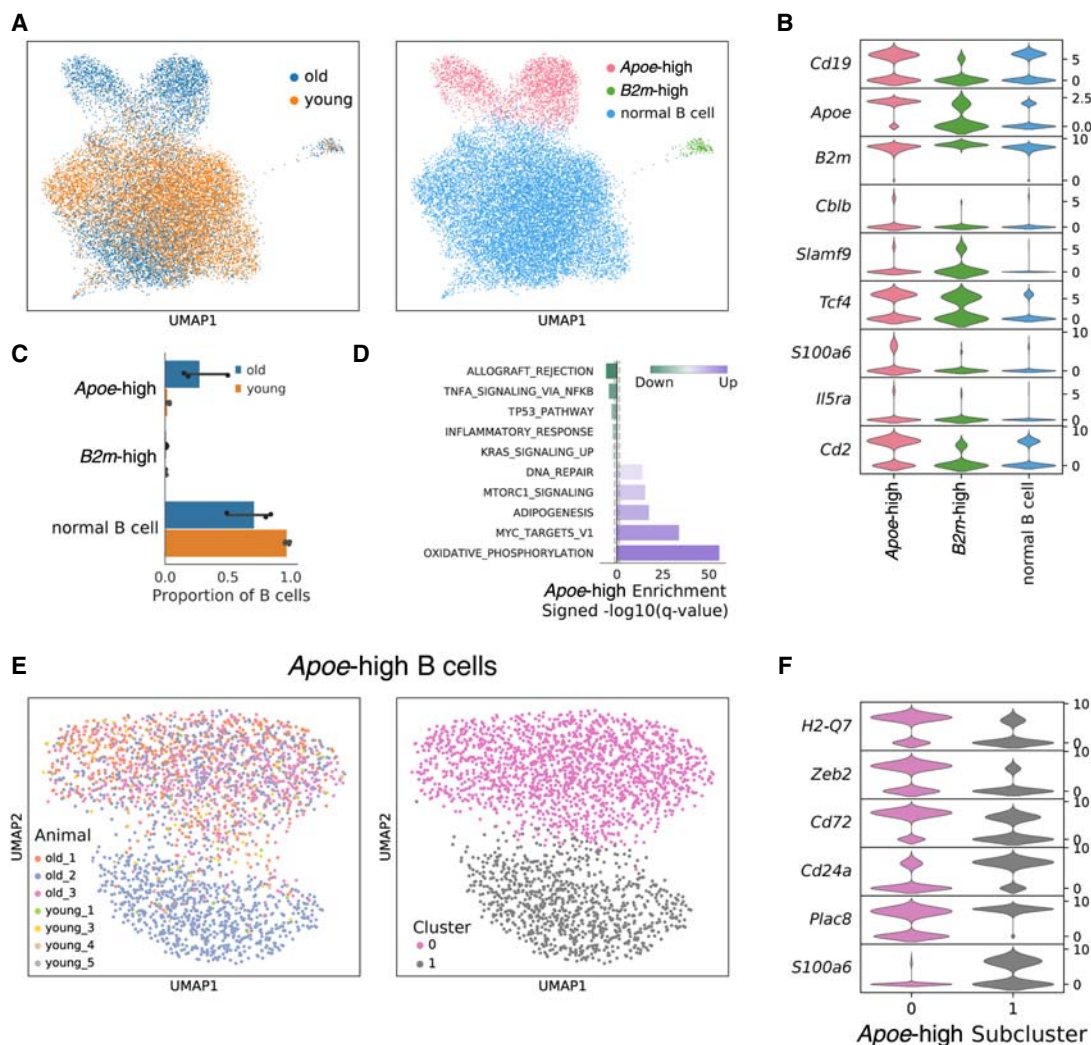 A
old
young
UMAP1
Apoe-high
B2m-high
normal B cell
UMAP1
B
Cd19
5
0
Apoe
2.5
0.0
B2m
10
0
Cblb
5
0
Slamf9
5
0
Tcf4
5
0
S100a6
5
0
Il5ra
5
0
Cd2
10
0
Apoe-high
B2m-high
normal B cell
C
old
young
Apoe-high
B2m-high
normal B cell
0.0 0.5 1.0
Proportion of B cells
D
Down Up
ALLOGRAFT_REJECTION
TNFA_SIGNALING_VIA_NFKB
TP53_PATHWAY
INFLAMMATORY_RESPONSE
KRAS_SIGNALING_UP
DNA_REPAIR
MTORC1_SIGNALING
ADIPOGENESIS
MYC_TARGETS_V1
OXIDATIVE_PHOSPHORYLATION
0 25 50
Apoe-high Enrichment
Signed -log10(q-value)
E
Apoe-high B cells
UMAP2
Animal
old_1
old_2
old_3
young_1
young_3
young_4
young_5
UMAP1
UMAP2
Cluster
0
1
UMAP1
F
H2-Q7
10
0
Zeb2
10
0
Cd72
10
0
Cd24a
10
0
Plac8
10
0
S100a6
10
0
0 1
Apoe-high Subcluster